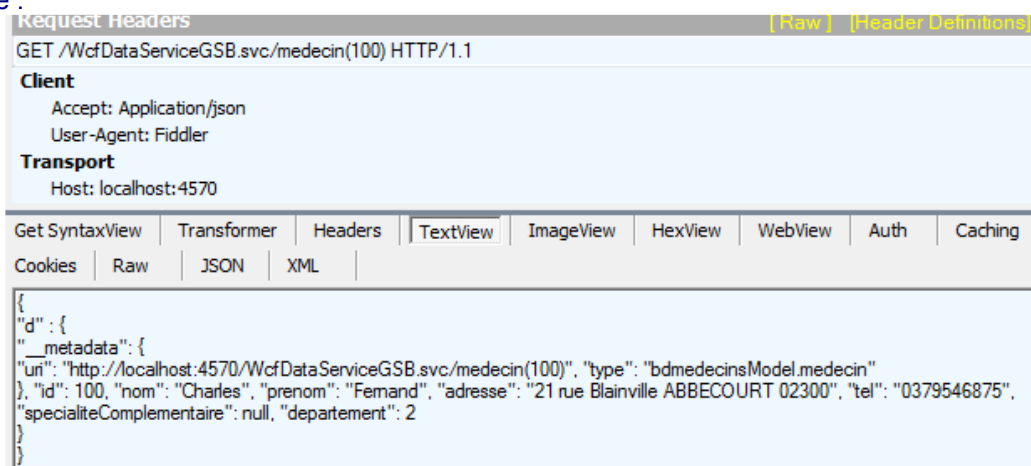 e :
Request Headers [ Raw ] [Header Definitions]
GET /WcfDataServiceGSB.svc/medecin(100) HTTP/1.1
Client
Accept: Application/json
User-Agent: Fiddler
Transport
Host: localhost:4570
Get SyntaxView Transformer Headers TextView ImageView HexView WebView Auth Caching
Cookies Raw JSON XML
{
"d" : {
"__metadata": {
"uri": "http://localhost:4570/WcfDataServiceGSB.svc/medecin(100)", "type": "bdmedecinsModel.medecin"
}, "id": 100, "nom": "Charles", "prenom": "Fernand", "adresse": "21 rue Blainville ABBECOURT 02300", "tel": "0379546875",
"specialiteComplementaire": null, "departement": 2
}
}